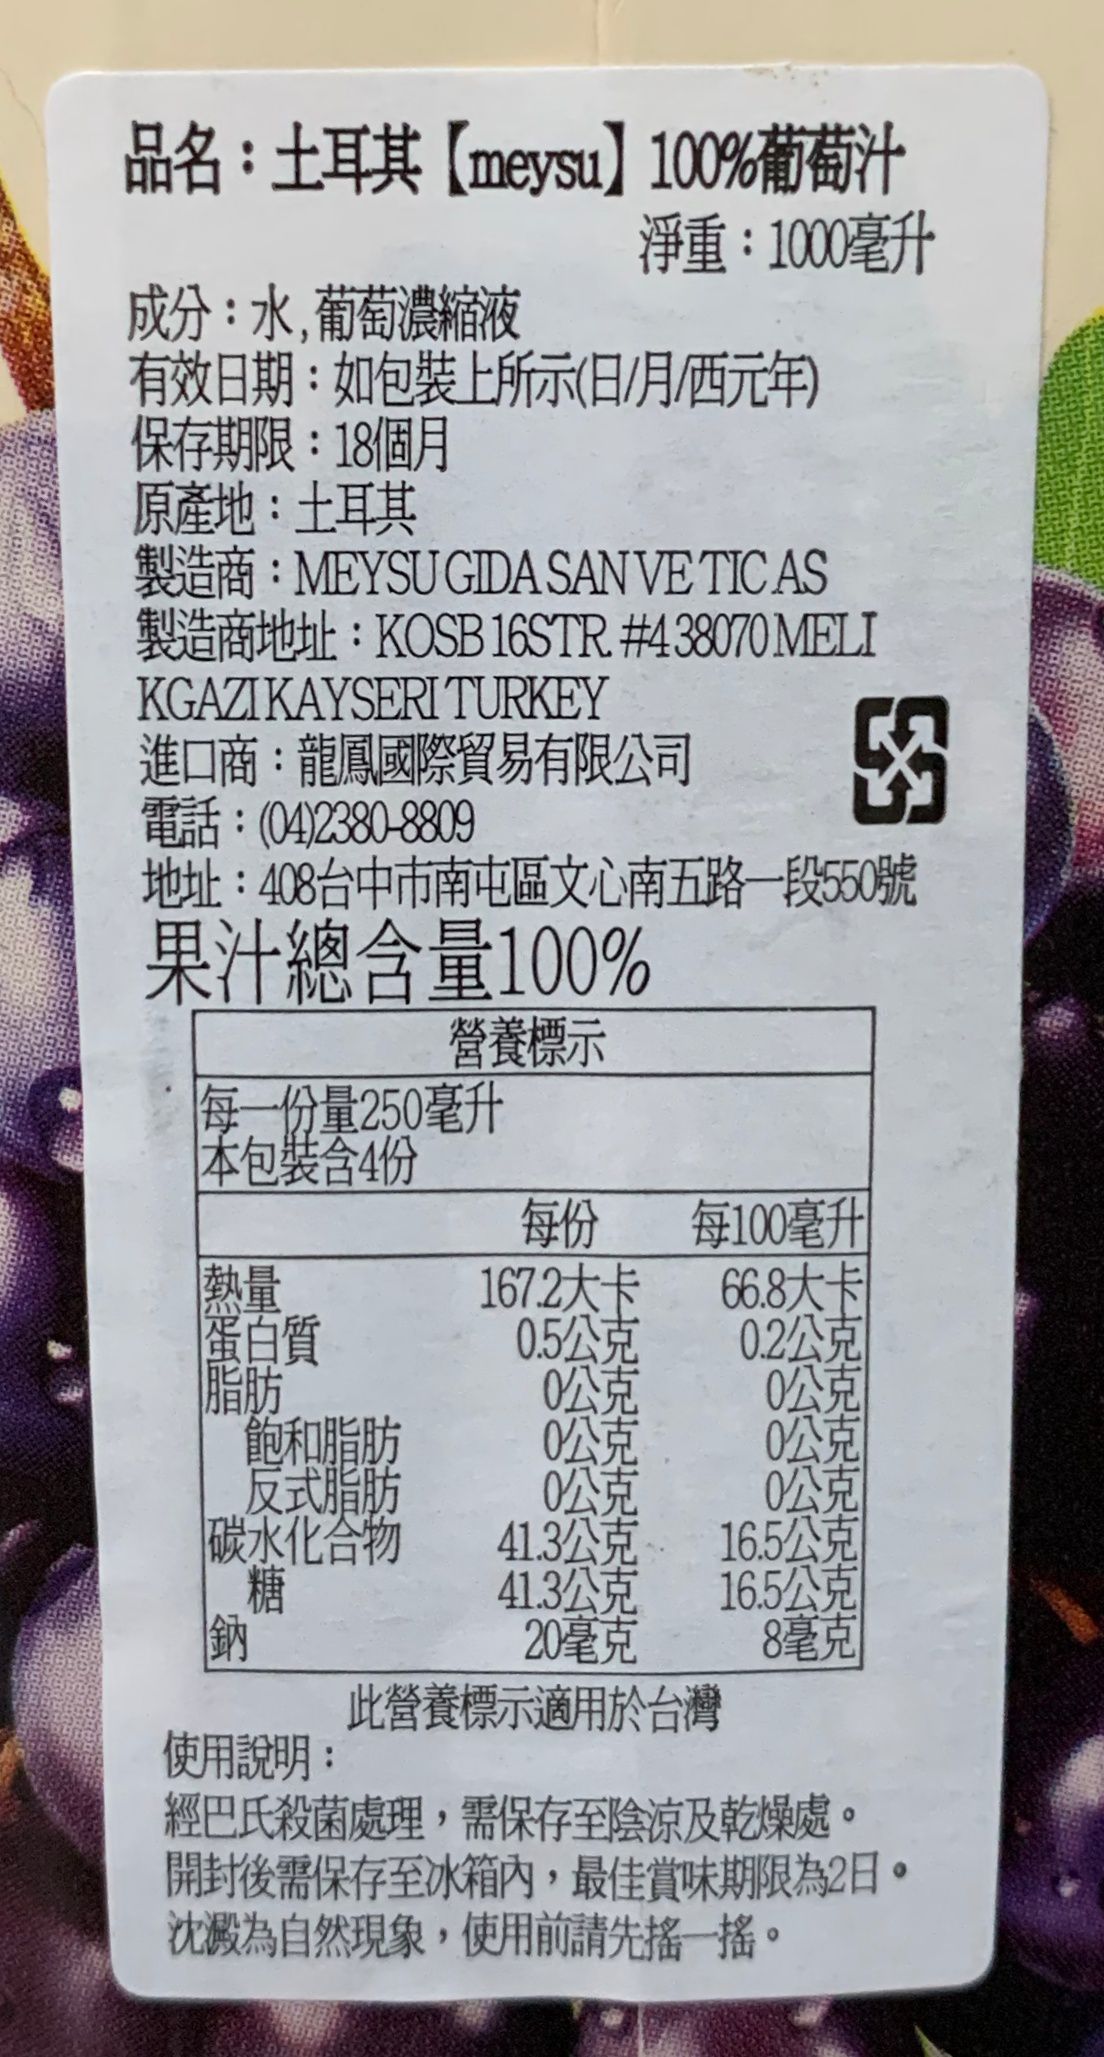 品名：土耳其【meysu】100%葡萄汁
淨重：1000毫升
成分：水,葡萄濃縮液
有效日期：如包裝上所示(日/月/西元年)
保存期限：18個月
原產地：土耳其
製造商：MEYSU GIDA SAN VE TIC AS
製造商地址：KOSB 16STR. #4 38070 MELI
KGAZI KAYSERI TURKEY
進口商：龍鳳國際貿易有限公司
電話：(04)2380-8809
地址：408台中市南屯區文心南五路一段550號
果汁總含量100%
營養標示
每一份量250毫升
本包裝含4份
每份 每100毫升
熱量 167.2大卡 66.8大卡
蛋白質 0.5公克 0.2公克
脂肪 0公克 0公克
飽和脂肪 0公克 0公克
反式脂肪 0公克 0公克
碳水化合物 41.3公克 16.5公克
糖 41.3公克 16.5公克
鈉 20毫克 8毫克
此營養標示適用於台灣
使用說明：
經巴氏殺菌處理，需保存至陰涼及乾燥處。
開封後需保存至冰箱內，最佳賞味期限為2日。
沈澱為自然現象，使用前請先搖一搖。